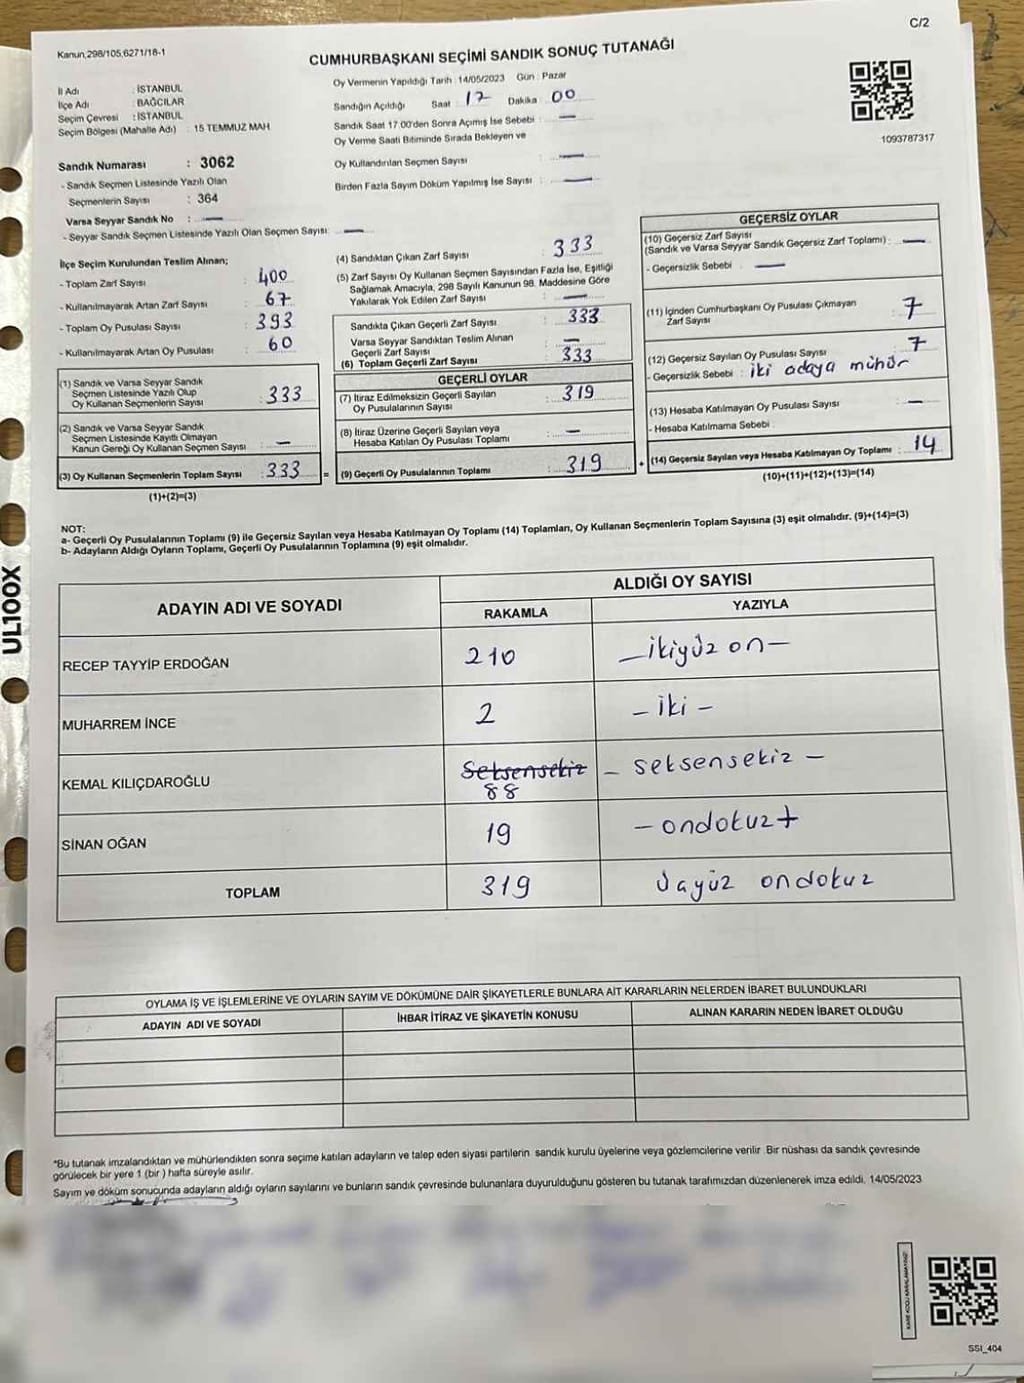 C/2
Kanun,298/105,6271/18-1
CUMHURBAŞKANI SEÇİMİ SANDIK SONUÇ TUTANAĞI
İl Adı : İSTANBUL
İlçe Adı : BAĞCILAR
Seçim Çevresi : İSTANBUL
Seçim Bölgesi (Mahalle Adı) : 15 TEMMUZ MAH
Oy Vermenin Yapıldığı Tarih : 14/05/2023 Gün : Pazar
Sandığın Açıldığı Saat 17 Dakika 00
Sandık Saat 17.00'den Sonra Açmış İse Sebebi : —
Oy Verme Saati Bitiminde Sırada Bekleyen ve
Oy Kullandırılan Seçmen Sayısı : —
Birden Fazla Sayım Döküm Yapılmış İse Sayısı : —
1093787317
Sandık Numarası : 3062
- Sandık Seçmen Listesinde Yazılı Olan
Seçmenlerin Sayısı : 364
Varsa Seyyar Sandık No : —
- Seyyar Sandık Seçmen Listesinde Yazılı Olan Seçmen Sayısı: —
İlçe Seçim Kurulundan Teslim Alınan;
- Toplam Zarf Sayısı : 400
- Kullanılmayarak Artan Zarf Sayısı : 67
- Toplam Oy Pusulası Sayısı : 393
- Kullanılmayarak Artan Oy Pusulası : 60
(1) Sandık ve Varsa Seyyar Sandık
Seçmen Listesinde Yazılı Olup
Oy Kullanan Seçmenlerin Sayısı : 333
(2) Sandık ve Varsa Seyyar Sandık
Seçmen Listesinde Kayıtlı Olmayan
Kanun Gereği Oy Kullanan Seçmen Sayısı : —
(3) Oy Kullanan Seçmenlerin Toplam Sayısı : 333 =
(1)+(2)=(3)
(4) Sandıktan Çıkan Zarf Sayısı : 333
(5) Zarf Sayısı Oy Kullanan Seçmen Sayısından Fazla İse, Eşitliği
Sağlamak Amacıyla, 298 Sayılı Kanunun 98. Maddesine Göre
Yakılarak Yok Edilen Zarf Sayısı : —
Sandıkta Çıkan Geçerli Zarf Sayısı : 333
Varsa Seyyar Sandıktan Teslim Alınan
Geçerli Zarf Sayısı : —
(6) Toplam Geçerli Zarf Sayısı : 333
GEÇERLİ OYLAR
(7) İtiraz Edilmeksizin Geçerli Sayılan
Oy Pusulalarının Sayısı : 319
(8) İtiraz Üzerine Geçerli Sayılan veya
Hesaba Katılan Oy Pusulası Toplamı : —
(9) Geçerli Oy Pusulalarının Toplamı : 319 +
GEÇERSİZ OYLAR
(10) Geçersiz Zarf Sayısı
(Sandık ve Varsa Seyyar Sandık Geçersiz Zarf Toplamı) : —
- Geçersizlik Sebebi : —
(11) İçinden Cumhurbaşkanı Oy Pusulası Çıkmayan
Zarf Sayısı : 7
(12) Geçersiz Sayılan Oy Pusulası Sayısı : 7
- Geçersizlik Sebebi : iki adaya mühür
(13) Hesaba Katılmayan Oy Pusulası Sayısı : —
- Hesaba Katılmama Sebebi :
(14) Geçersiz Sayılan veya Hesaba Katılmayan Oy Toplamı : 14
(10)+(11)+(12)+(13)=(14)
NOT:
a- Geçerli Oy Pusulalarının Toplamı (9) ile Geçersiz Sayılan veya Hesaba Katılmayan Oy Toplamı (14) Toplamları, Oy Kullanan Seçmenlerin Toplam Sayısına (3) eşit olmalıdır. (9)+(14)=(3)
b- Adayların Aldığı Oyların Toplamı, Geçerli Oy Pusulalarının Toplamına (9) eşit olmalıdır.
ADAYIN ADI VE SOYADI
ALDIĞI OY SAYISI
RAKAMLA YAZIYLA
RECEP TAYYİP ERDOĞAN 210 — ikiyüz on —
MUHARREM İNCE 2 — iki —
KEMAL KILIÇDAROĞLU Seksensekiz 88 — seksensekiz —
SİNAN OĞAN 19 — ondokuz +
TOPLAM 319 üçyüz ondokuz
OYLAMA İŞ VE İŞLEMLERİNE VE OYLARIN SAYIM VE DÖKÜMÜNE DAİR ŞİKAYETLERLE BUNLARA AİT KARARLARIN NELERDEN İBARET BULUNDUKLARI
ADAYIN ADI VE SOYADI İHBAR İTİRAZ VE ŞİKAYETİN KONUSU ALINAN KARARIN NEDEN İBARET OLDUĞU
*Bu tutanak imzalandıktan ve mühürlendikten sonra seçime katılan adayların ve talep eden siyasi partilerin sandık kurulu üyelerine veya gözlemcilerine verilir. Bir nüshası da sandık çevresinde
görülecek bir yere 1 (bir ) hafta süreyle asılır.
Sayım ve döküm sonucunda adayların aldığı oyların sayılarını ve bunların sandık çevresinde bulunanlara duyurulduğunu gösteren bu tutanak tarafımızdan düzenlenerek imza edildi. 14/05/2023
UL100X
KARE KODU KARALAMAYINIZ!
SSI_404